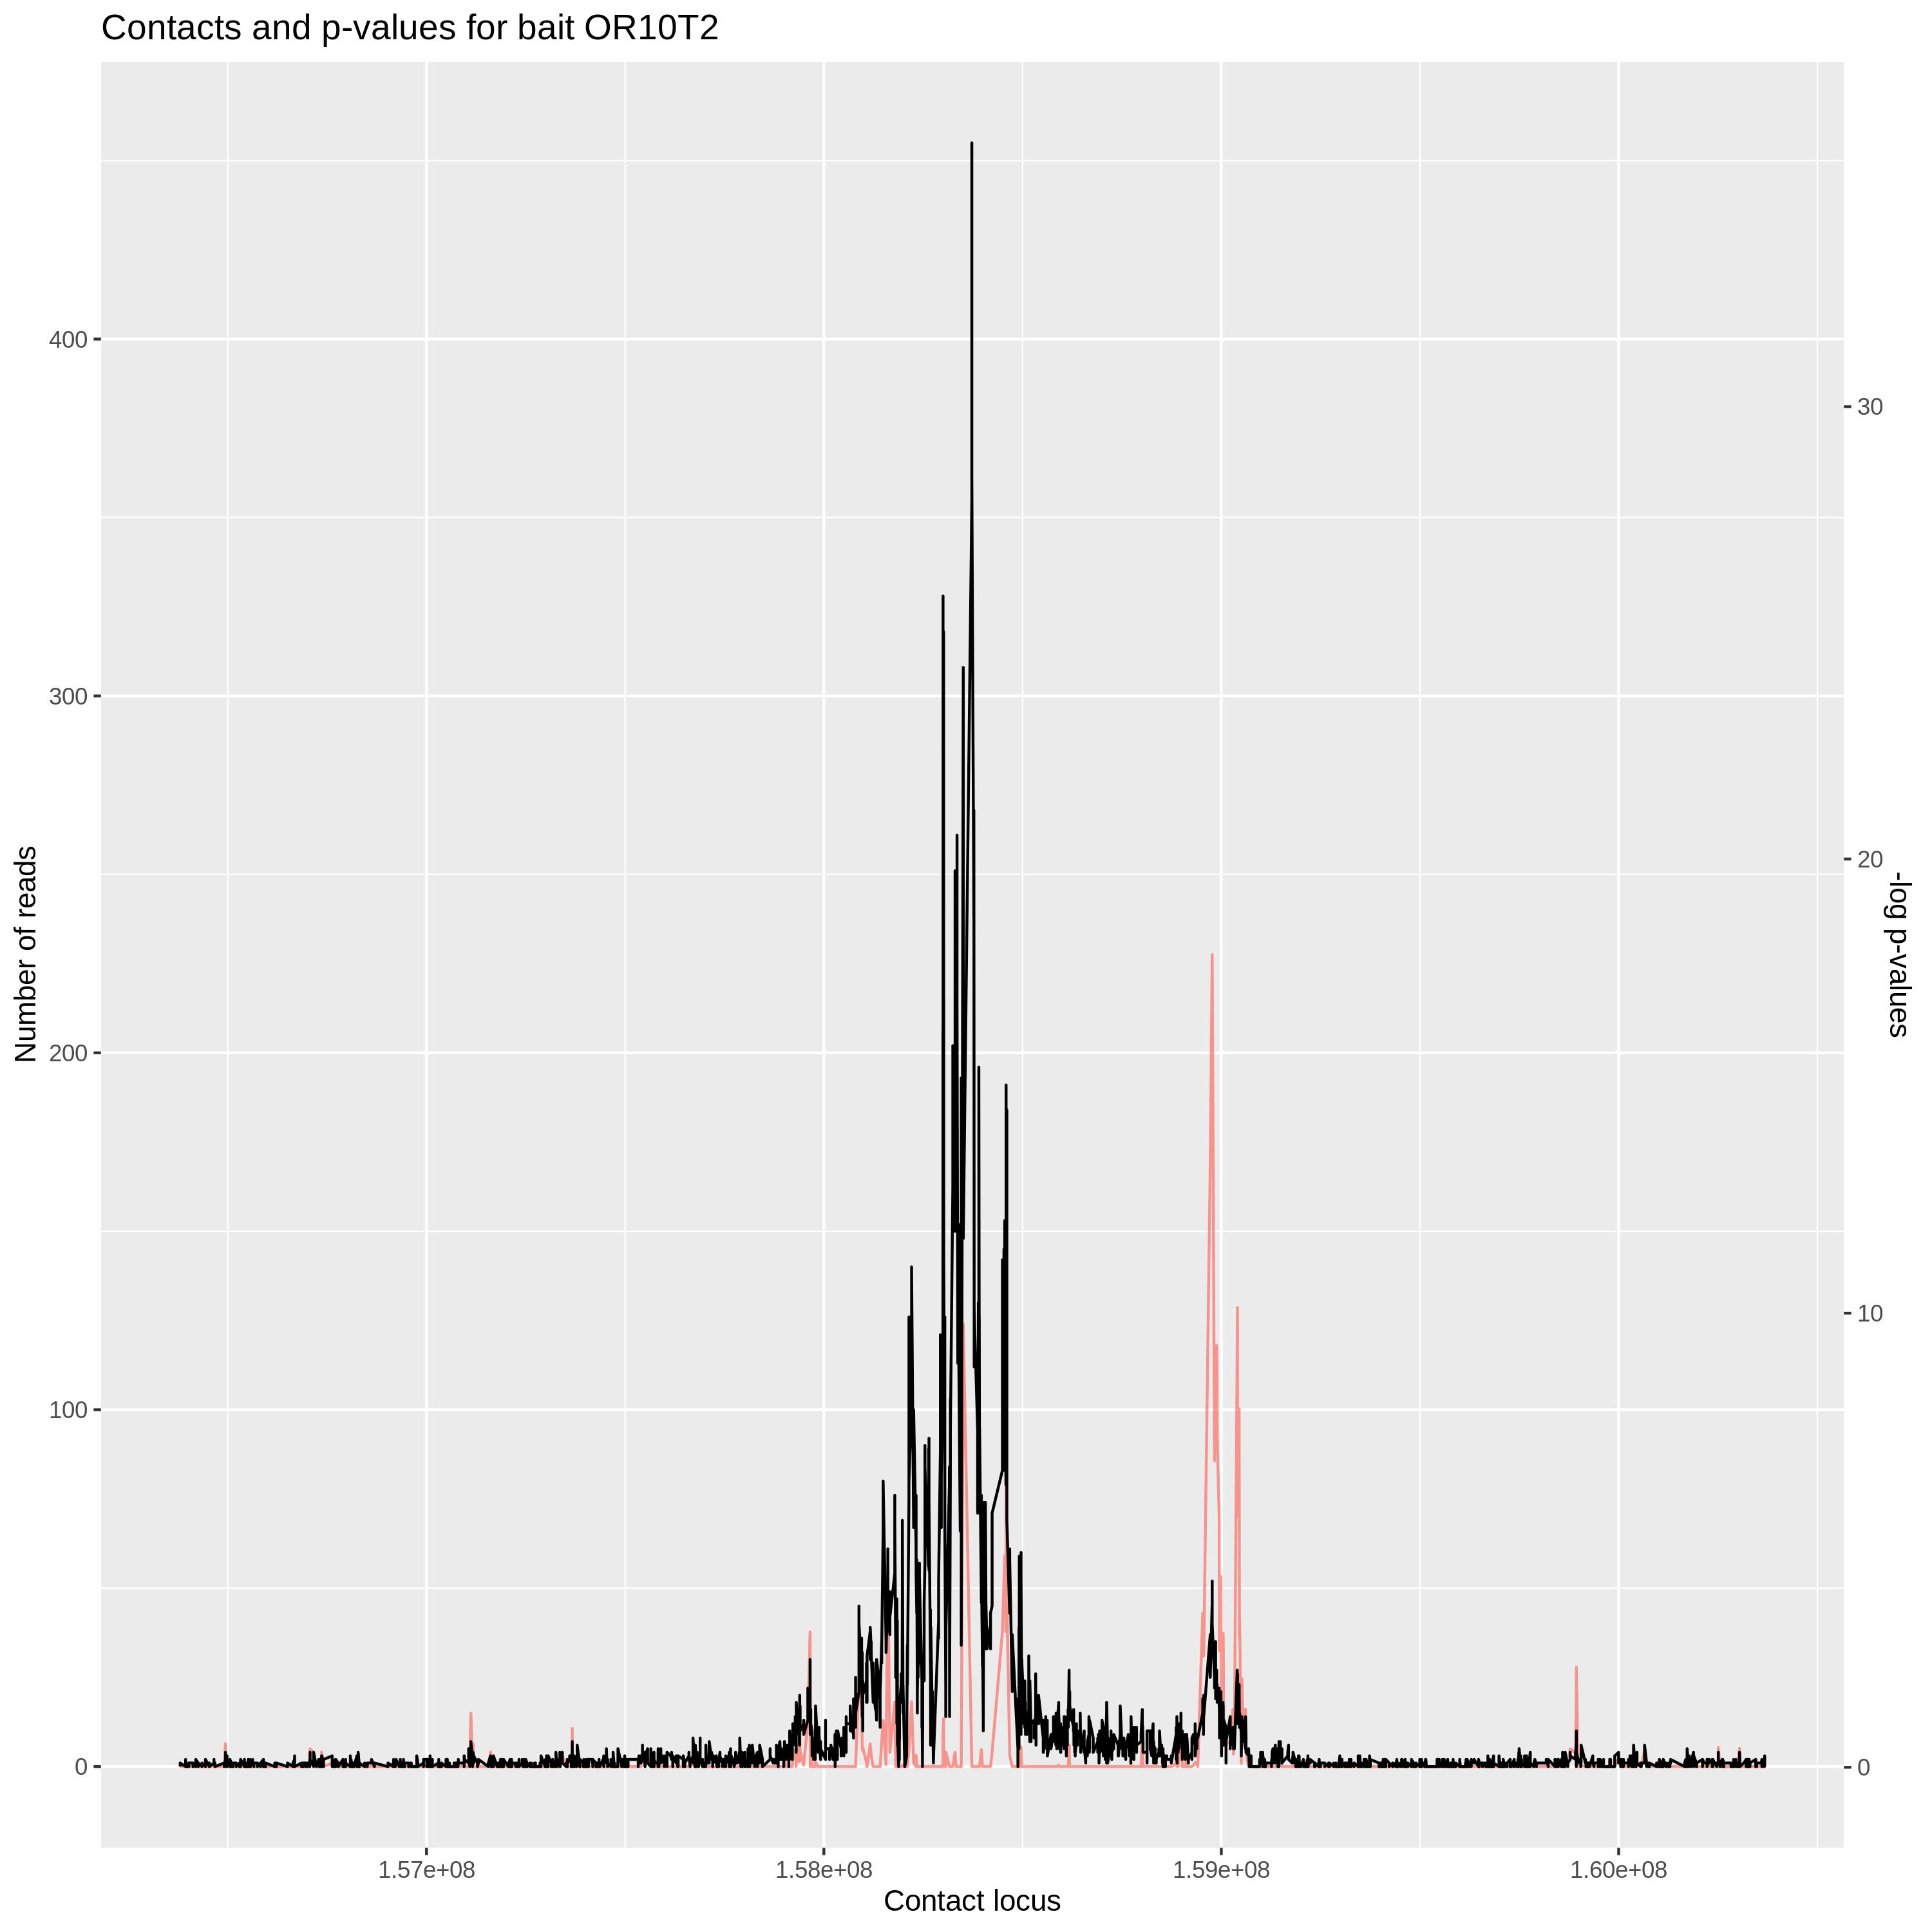 Contacts and p-values for bait OR10T2
400
300
200
100
0
Number of reads
30
20
10
0
-log p-values
1.57e+08
1.58e+08
1.59e+08
1.60e+08
Contact locus